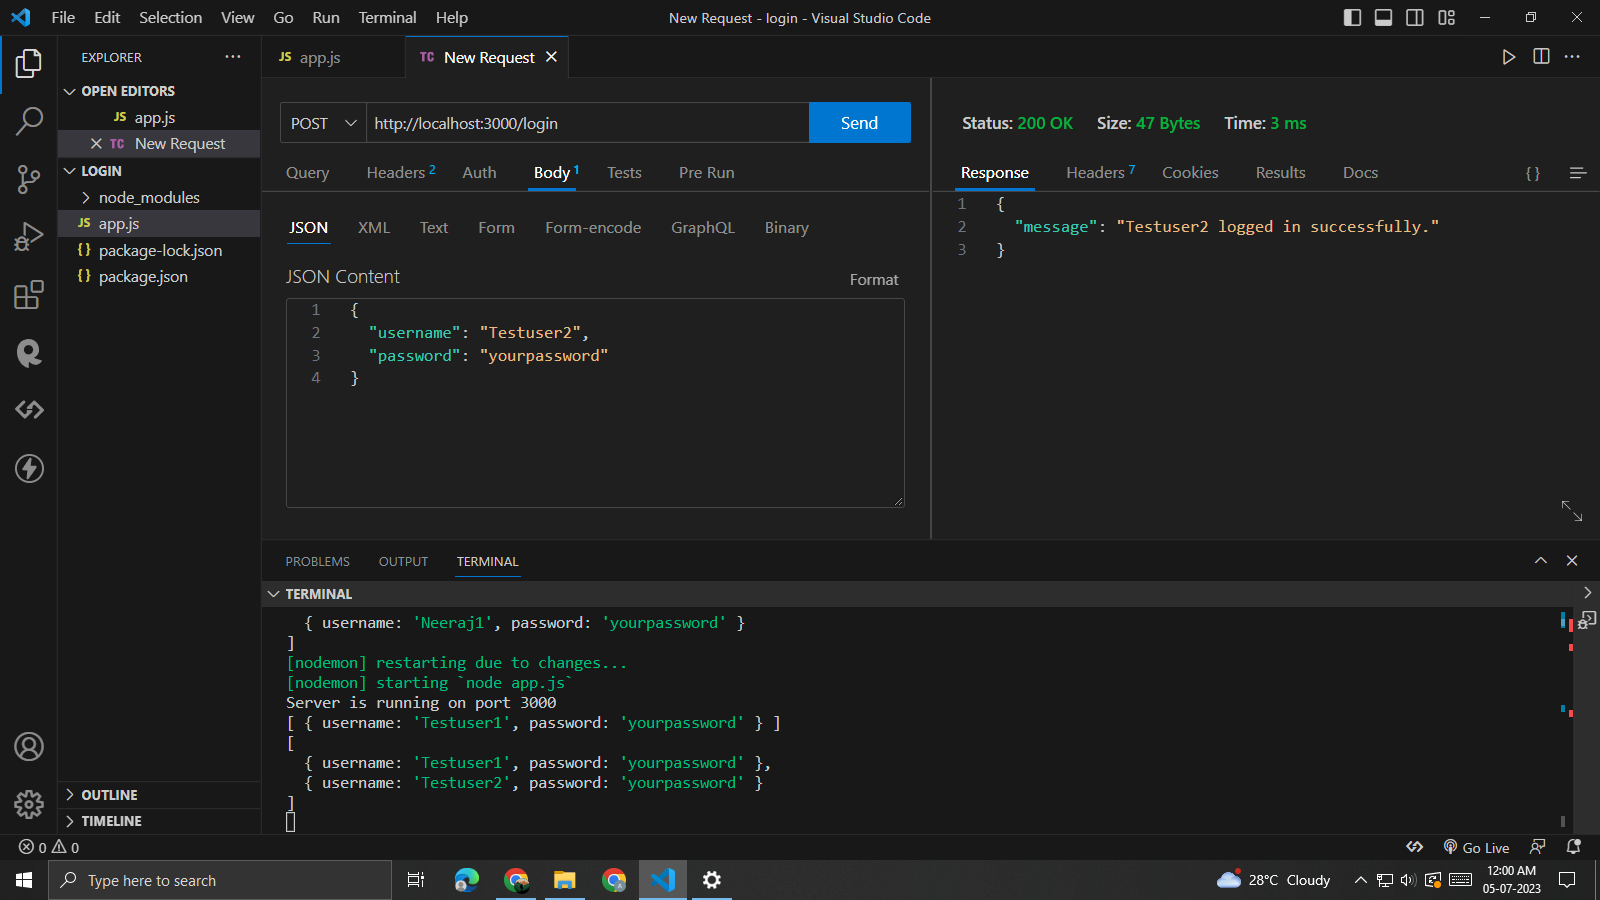 File Edit Selection View Go Run Terminal Help
New Request - login - Visual Studio Code
EXPLORER
OPEN EDITORS
JS app.js
TC New Request
LOGIN
node_modules
JS app.js
{} package-lock.json
{} package.json
OUTLINE
TIMELINE
JS app.js
TC New Request
POST
http://localhost:3000/login
Send
Query Headers 2 Auth Body 1 Tests Pre Run
JSON XML Text Form Form-encode GraphQL Binary
JSON Content
Format
1 {
2 "username": "Testuser2",
3 "password": "yourpassword"
4 }
Status: 200 OK Size: 47 Bytes Time: 3 ms
Response Headers 7 Cookies Results Docs {}
1 {
2 "message": "Testuser2 logged in successfully."
3 }
PROBLEMS OUTPUT TERMINAL
TERMINAL
{ username: 'Neeraj1', password: 'yourpassword' }
]
[nodemon] restarting due to changes...
[nodemon] starting `node app.js`
Server is running on port 3000
[ { username: 'Testuser1', password: 'yourpassword' } ]
[
{ username: 'Testuser1', password: 'yourpassword' },
{ username: 'Testuser2', password: 'yourpassword' }
]
0 0
Go Live
Type here to search
28°C Cloudy
12:00 AM
05-07-2023